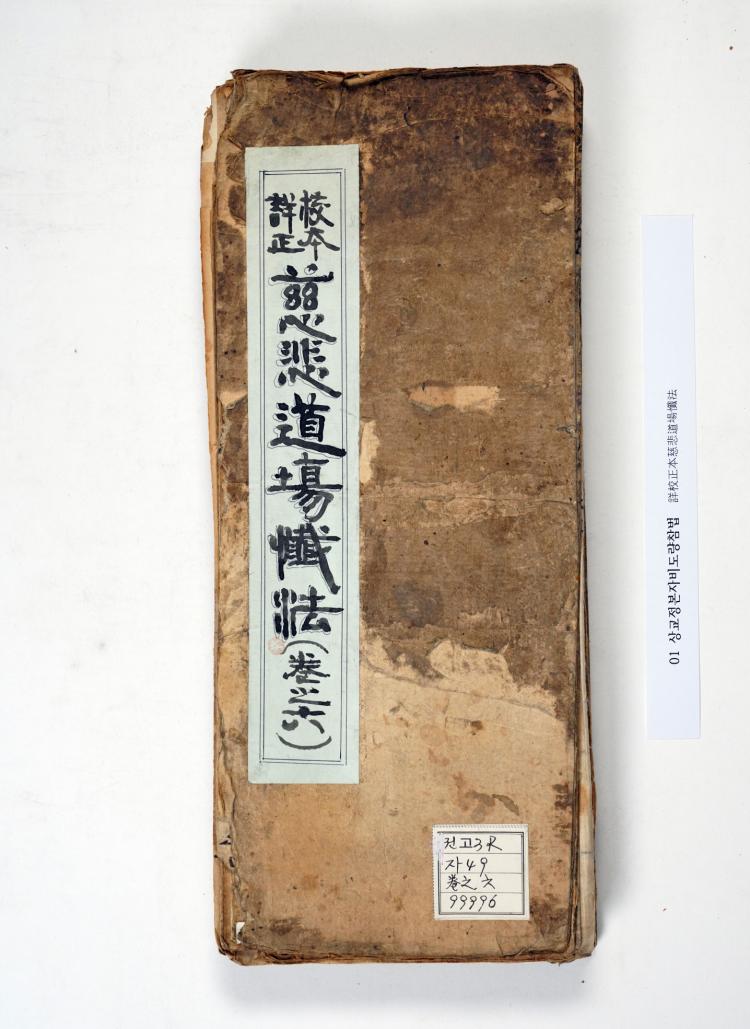 詳校
正本
慈悲道場懺法(卷之六)
천고3R
자49
卷之六
99996
01 상교정본자비도량참법 詳校正本慈悲道場懺法